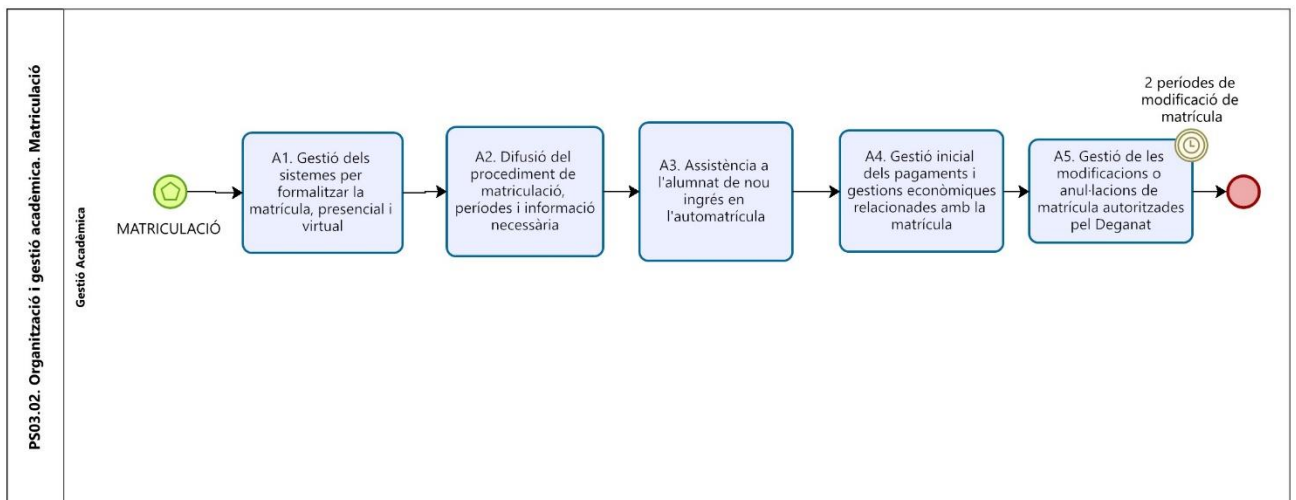 PS03.02. Organització i gestió acadèmica. Matriculació
Gestió Acadèmica
MATRICULACIÓ
A1. Gestió dels
sistemes per
formalitzar la
matrícula, presencial i
virtual
A2. Difusió del
procediment de
matriculació,
períodes i informació
necessària
A3. Assistència a
l'alumnat de nou
ingrés en
l'automatrícula
A4. Gestió inicial
dels pagaments i
gestions econòmiques
relacionades amb la
matrícula
2 períodes de
modificació de
matrícula
A5. Gestió de les
modificacions o
anul·lacions de
matrícula autoritzades
pel Deganat